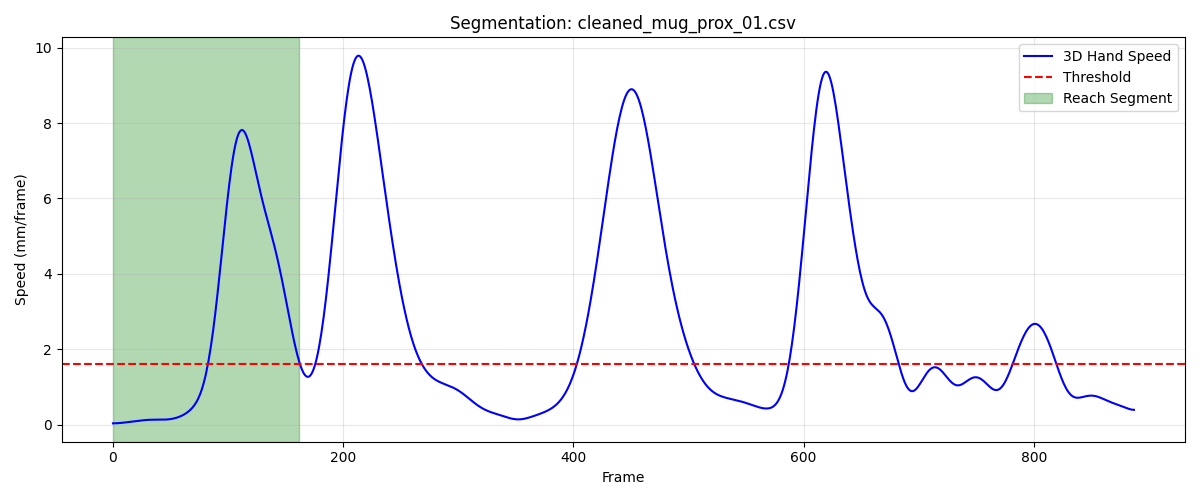 Segmentation: cleaned_mug_prox_01.csv
3D Hand Speed
Threshold
Reach Segment
Speed (mm/frame)
10
8
6
4
2
0
0 200 400 600 800
Frame